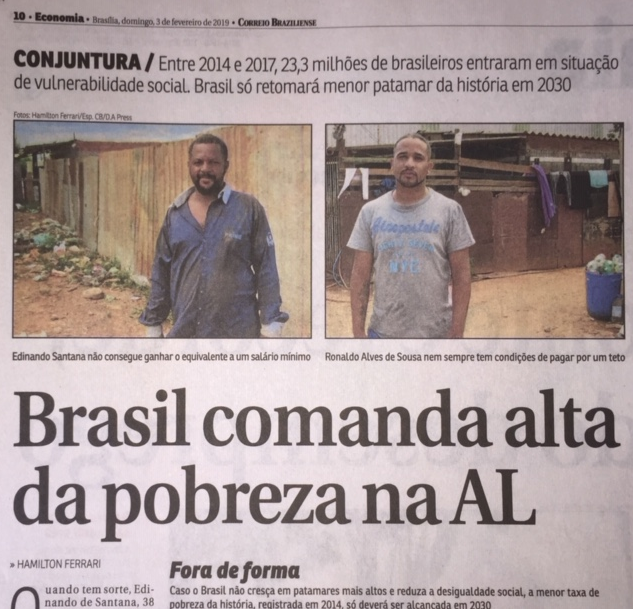 10 • Economia • Brasília, domingo, 3 de fevereiro de 2019 • CORREIO BRAZILIENSE
CONJUNTURA / Entre 2014 e 2017, 23,3 milhões de brasileiros entraram em situação
de vulnerabilidade social. Brasil só retomará menor patamar da história em 2030
Fotos: Hamilton Ferrari/Esp. CB/D.A Press
Edinando Santana não consegue ganhar o equivalente a um salário mínimo
Ronaldo Alves de Sousa nem sempre tem condições de pagar por um teto
Brasil comanda alta
da pobreza na AL
» HAMILTON FERRARI
Quando tem sorte, Edi-
nando de Santana, 38
Fora de forma
Caso o Brasil não cresça em patamares mais altos e reduza a desigualdade social, a menor taxa de
pobreza da história, registrada em 2014, só deverá ser alcançada em 2030